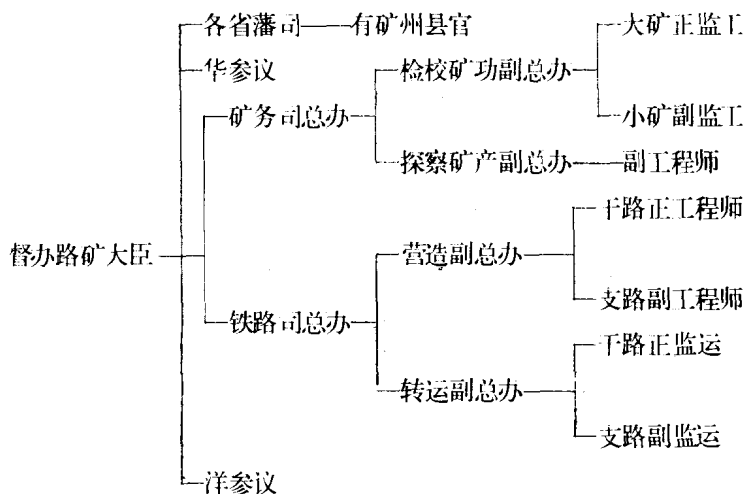 各省藩司 有矿州县官 大矿正监工
华参议 检校矿功副总办
矿务司总办 小矿副监工
探察矿产副总办 副工程师
干路正工程师
督办路矿大臣 营造副总办
支路副工程师
铁路司总办 干路正监运
转运副总办
支路副监运
洋参议